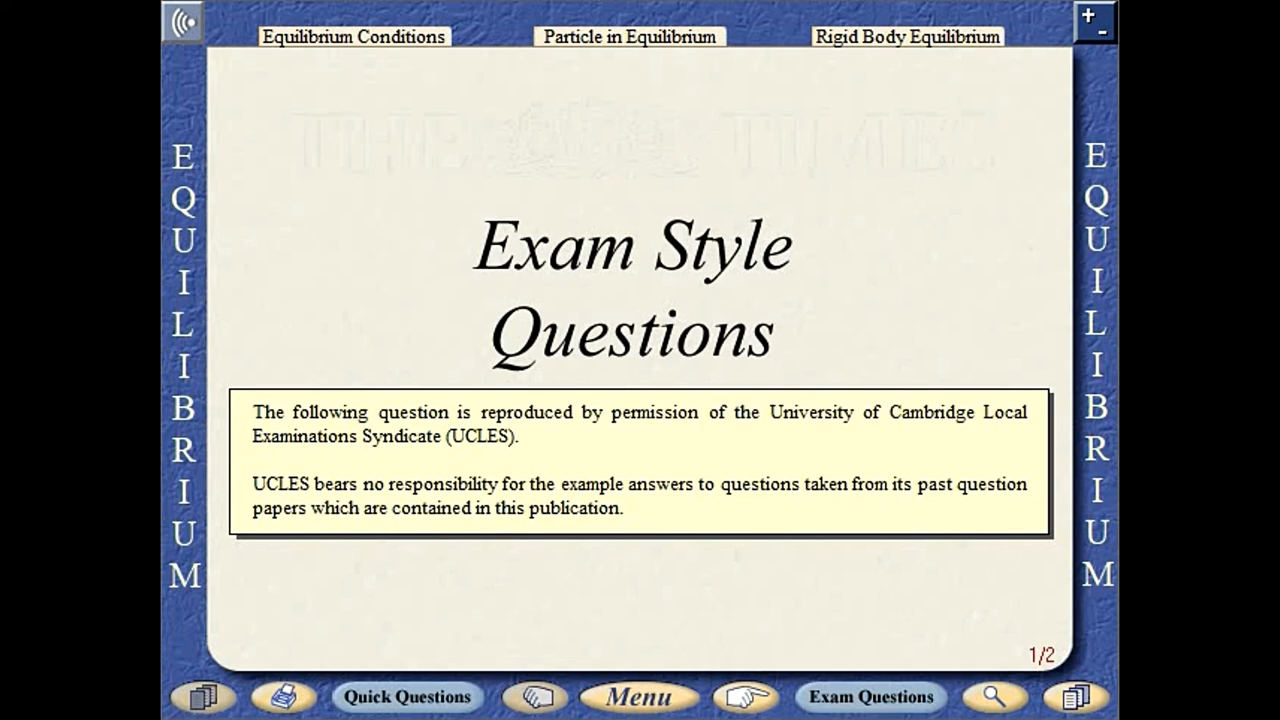 Equilibrium Conditions
Particle in Equilibrium
Rigid Body Equilibrium
+
-
EQUILIBRIUM
EQUILIBRIUM
Exam Style
Questions
The following question is reproduced by permission of the University of Cambridge Local
Examinations Syndicate (UCLES).
UCLES bears no responsibility for the example answers to questions taken from its past question
papers which are contained in this publication.
1/2
Quick Questions
Menu
Exam Questions